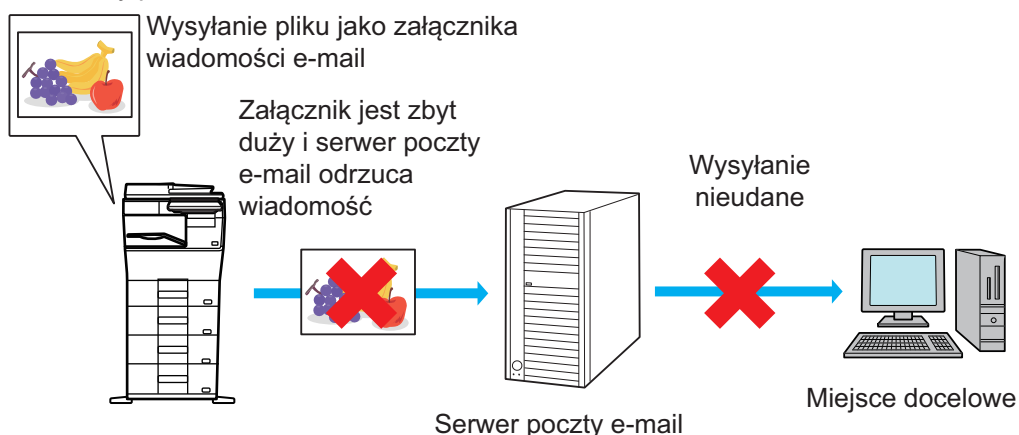 Wysyłanie pliku jako załącznika
wiadomości e-mail
Załącznik jest zbyt
duży i serwer poczty
e-mail odrzuca
wiadomość
Wysyłanie
nieudane
Miejsce docelowe
Serwer poczty e-mail